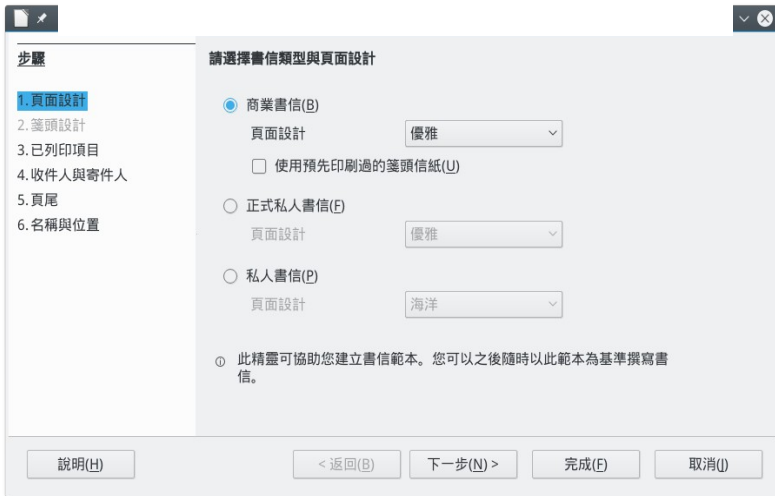 步驟
1.頁面設計
2.箋頭設計
3.已列印項目
4.收件人與寄件人
5.頁尾
6.名稱與位置
請選擇書信類型與頁面設計
商業書信(B)
頁面設計 優雅
使用預先印刷過的箋頭信紙(U)
正式私人書信(F)
頁面設計 優雅
私人書信(P)
頁面設計 海洋
此精靈可協助您建立書信範本。您可以之後隨時以此範本為基準撰寫書
信。
說明(H) < 返回(B) 下一步(N) > 完成(F) 取消(J)